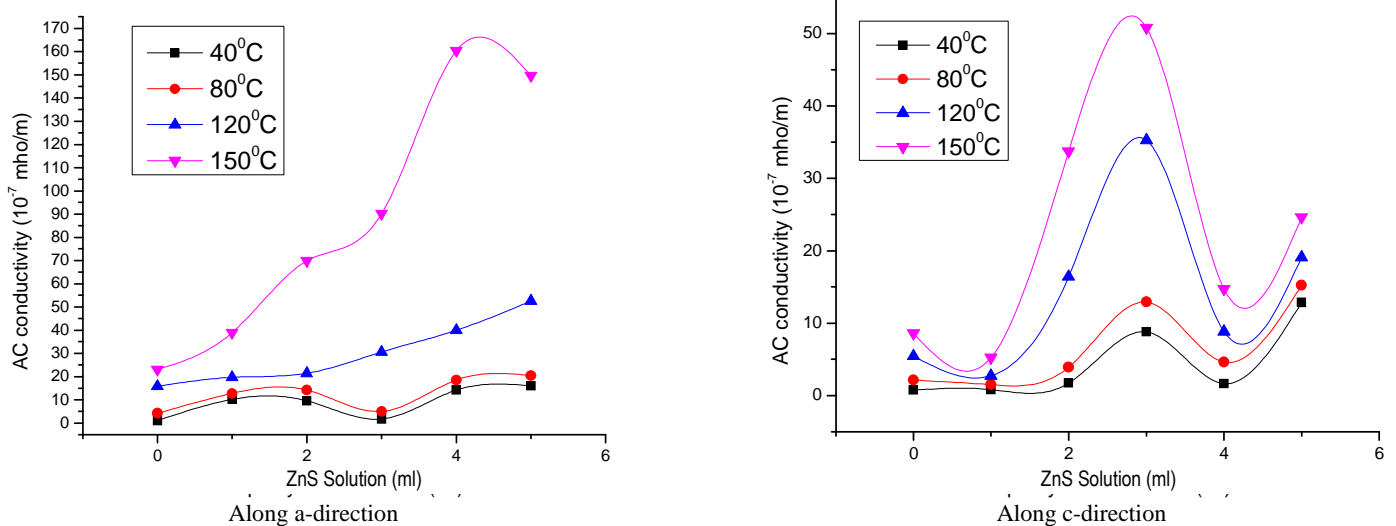 170
160
150
140
130
120
110
100
90
80
70
60
50
40
30
20
10
0
AC conductivity (10⁻⁷ mho/m)
40⁰C
80⁰C
120⁰C
150⁰C
0 2 4 6
ZnS Solution (ml)
Along a-direction
50
40
30
20
10
0
AC conductivity (10⁻⁷ mho/m)
40⁰C
80⁰C
120⁰C
150⁰C
0 2 4 6
ZnS Solution (ml)
Along c-direction